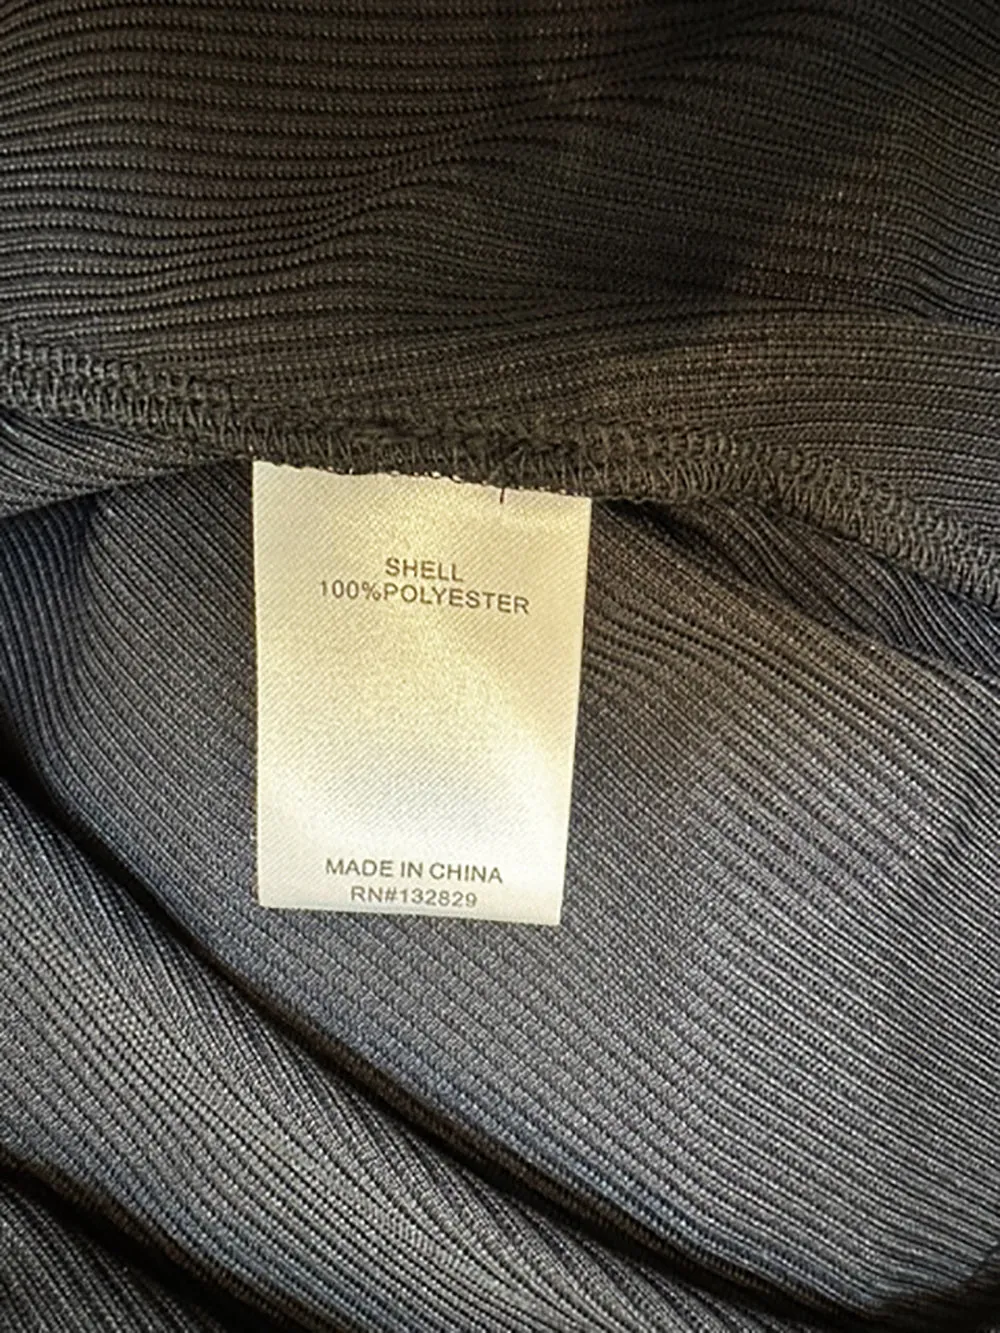 SHELL
100%POLYESTER
MADE IN CHINA
RN#132829